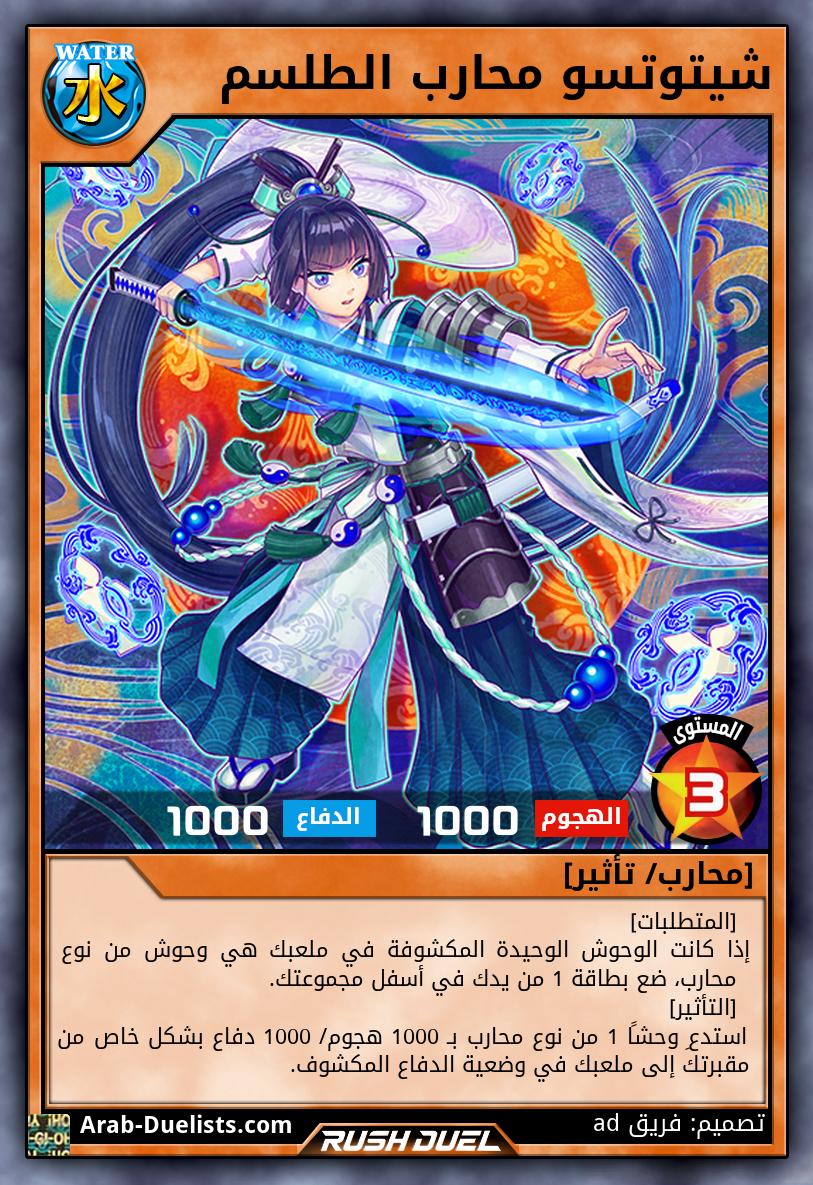 WATER
水
شيتوتسو محارب الطلسم
المستوى
3
الهجوم 1000 الدفاع 1000
[محارب/ تأثير]
[المتطلبات]
إذا كانت الوحوش الوحيدة المكشوفة في ملعبك هي وحوش من نوع
محارب، ضع بطاقة 1 من يدك في أسفل مجموعتك.
[التأثير]
استدعِ وحشاً 1 من نوع محارب بـ 1000 هجوم/ 1000 دفاع بشكل خاص من
مقبرتك إلى ملعبك في وضعية الدفاع المكشوف.
تصميم: فريق ad
RUSH DUEL
Arab-Duelists.com